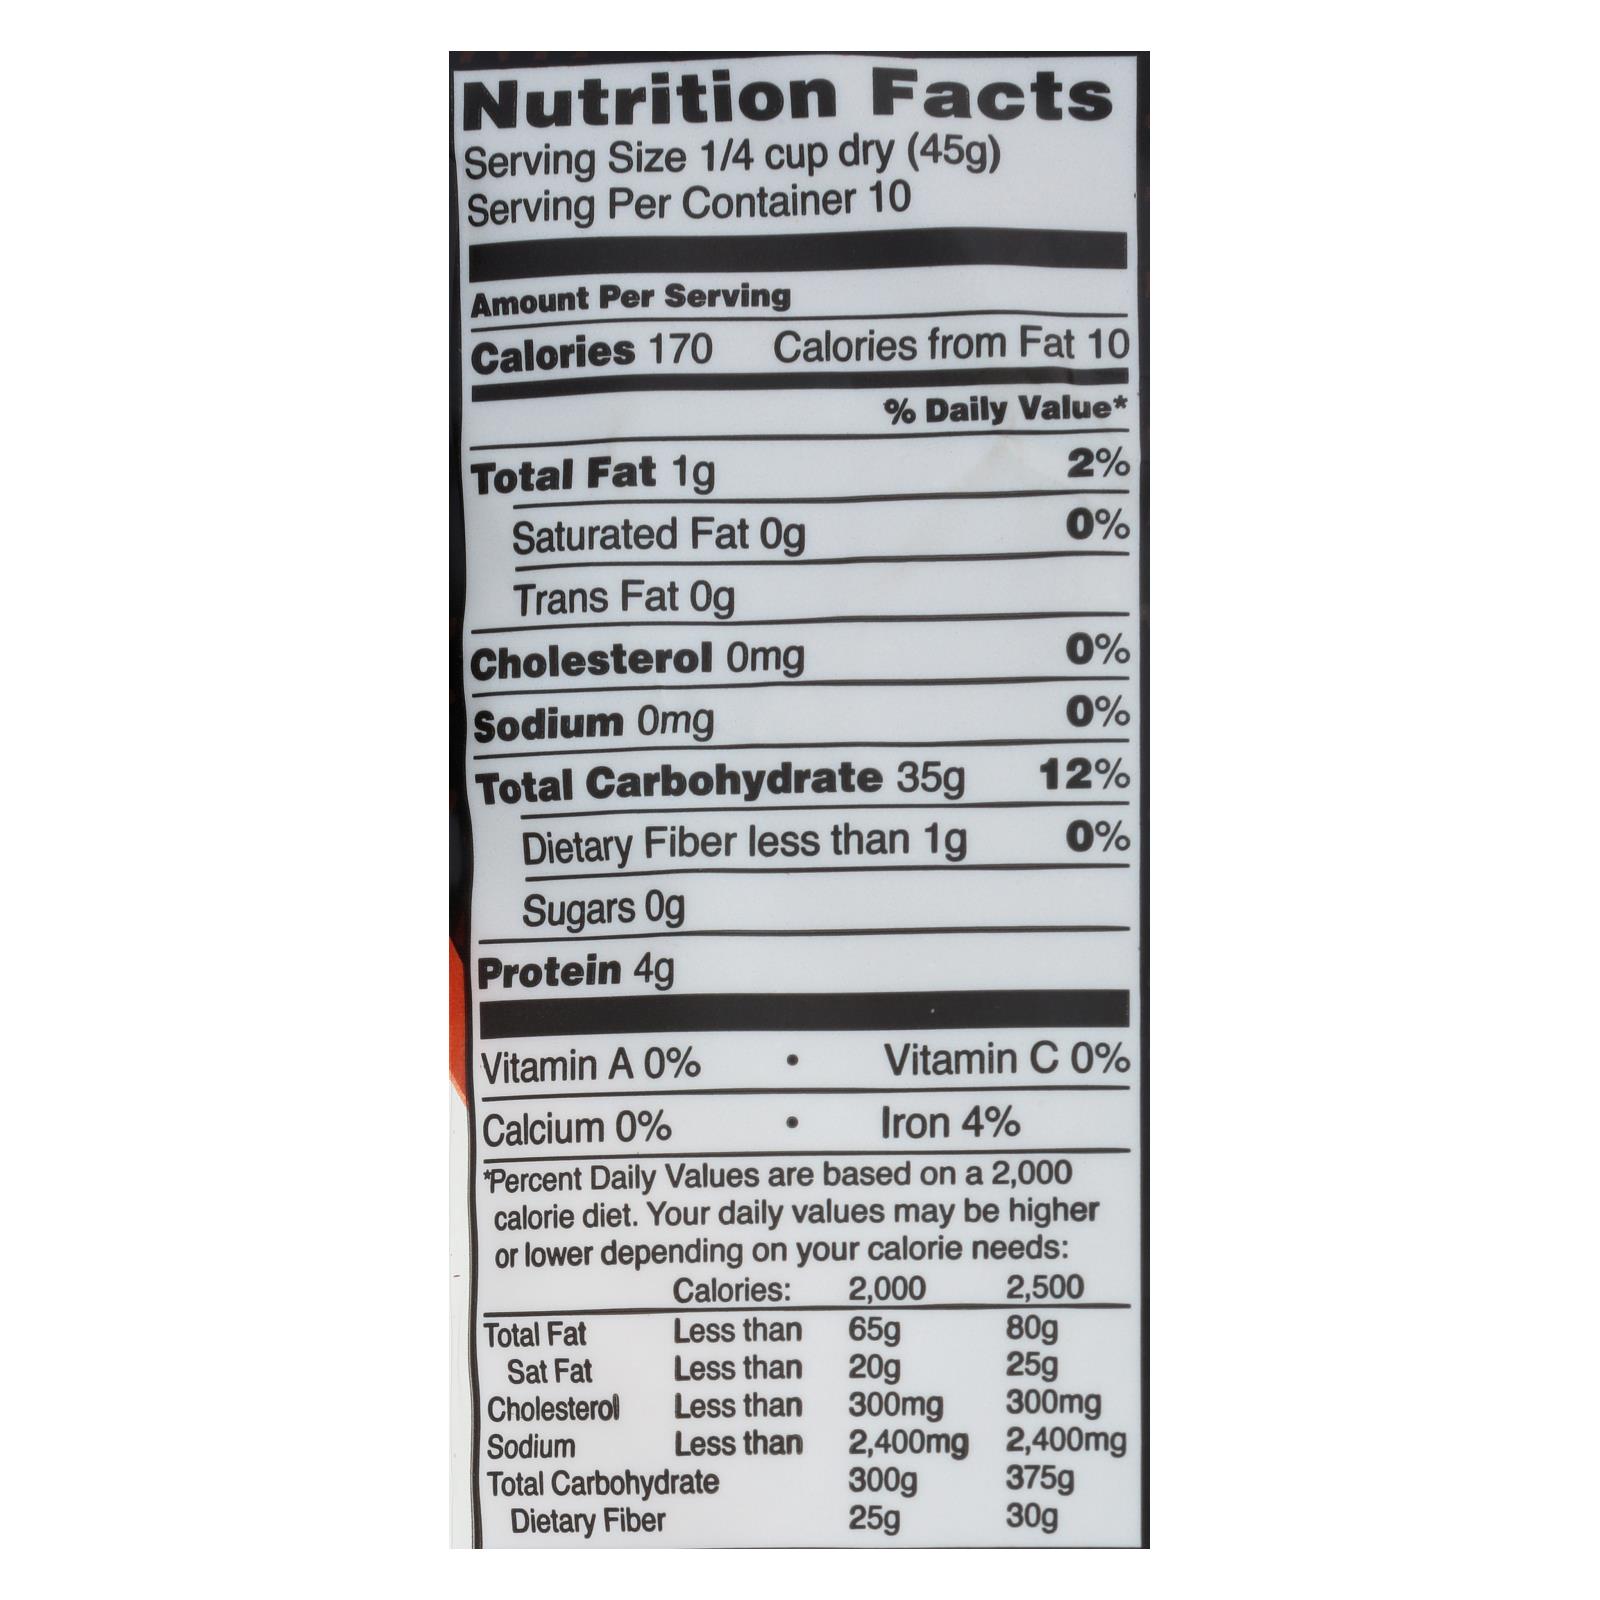 Nutrition Facts
Serving Size 1/4 cup dry (45g)
Serving Per Container 10
Amount Per Serving
Calories 170 Calories from Fat 10
% Daily Value*
Total Fat 1g 2%
Saturated Fat 0g 0%
Trans Fat 0g
Cholesterol 0mg 0%
Sodium 0mg 0%
Total Carbohydrate 35g 12%
Dietary Fiber less than 1g 0%
Sugars 0g
Protein 4g
Vitamin A 0% • Vitamin C 0%
Calcium 0% • Iron 4%
*Percent Daily Values are based on a 2,000
calorie diet. Your daily values may be higher
or lower depending on your calorie needs:
Calories: 2,000 2,500
Total Fat Less than 65g 80g
Sat Fat Less than 20g 25g
Cholesterol Less than 300mg 300mg
Sodium Less than 2,400mg 2,400mg
Total Carbohydrate 300g 375g
Dietary Fiber 25g 30g